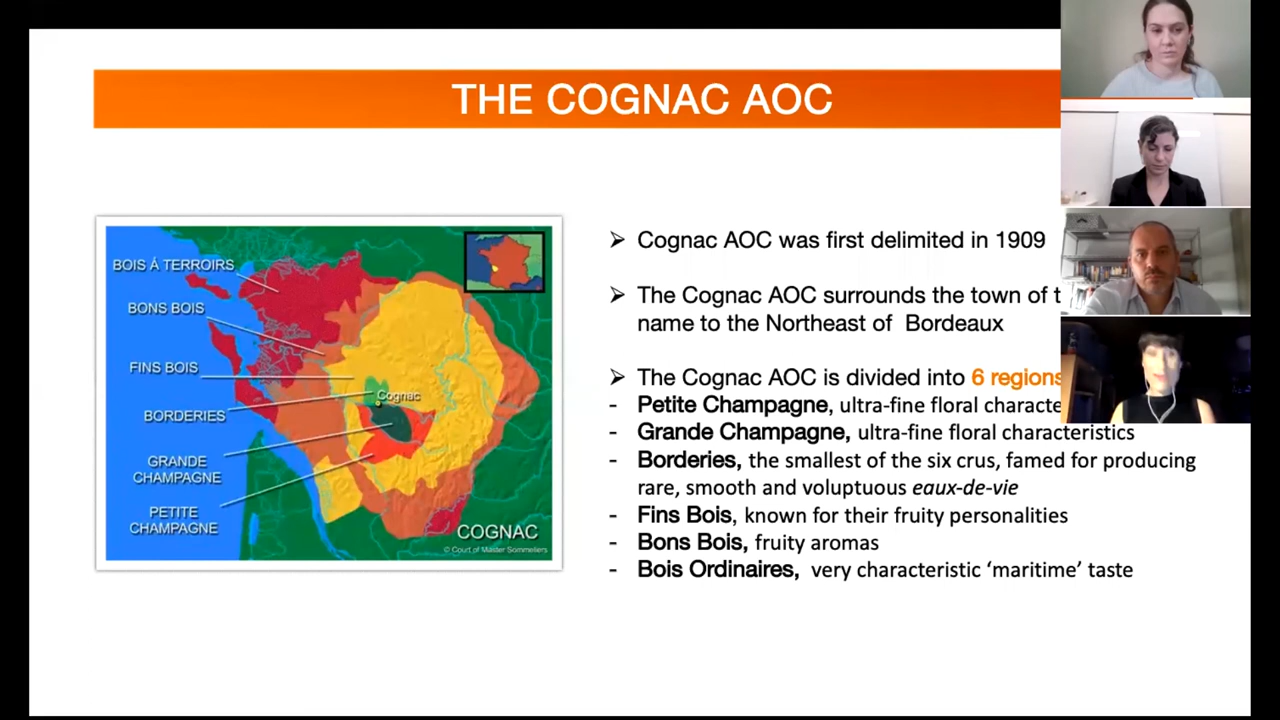 THE COGNAC AOC
BOIS Á TERROIRS
BONS BOIS
FINS BOIS
BORDERIES
GRANDE
CHAMPAGNE
PETITE
CHAMPAGNE
Cognac
COGNAC
© Court of Master Sommeliers
➢ Cognac AOC was first delimited in 1909
➢ The Cognac AOC surrounds the town of
name to the Northeast of Bordeaux
➢ The Cognac AOC is divided into 6 regions
- Petite Champagne, ultra-fine floral
- Grande Champagne, ultra-fine floral characteristics
- Borderies, the smallest of the six crus, famed for producing
rare, smooth and voluptuous eaux-de-vie
- Fins Bois, known for their fruity personalities
- Bons Bois, fruity aromas
- Bois Ordinaires, very characteristic ‘maritime’ taste